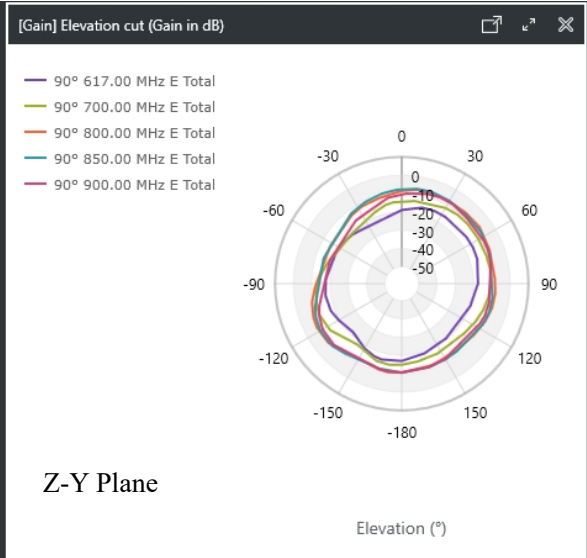 [Gain] Elevation cut (Gain in dB)
90° 617.00 MHz E Total
90° 700.00 MHz E Total
90° 800.00 MHz E Total
90° 850.00 MHz E Total
90° 900.00 MHz E Total
0
-30
30
0
-10
-60
-20
60
-30
-40
-50
-90
90
-120
120
-150
150
-180
Z-Y Plane
Elevation (°)